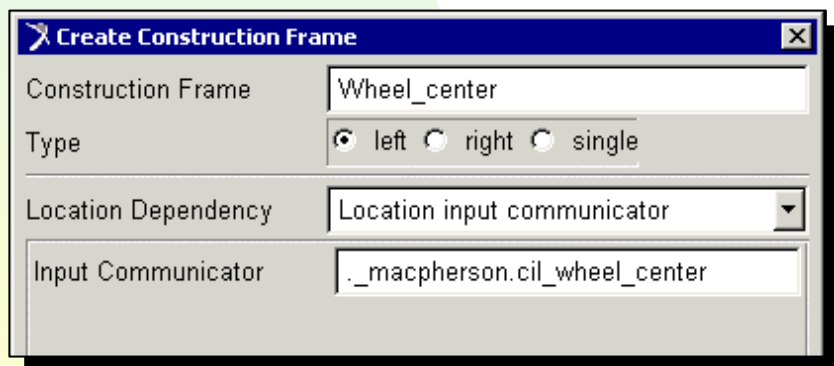 Create Construction Frame
Construction Frame Wheel_center
Type left right single
Location Dependency Location input communicator
Input Communicator ._macpherson.cil_wheel_center